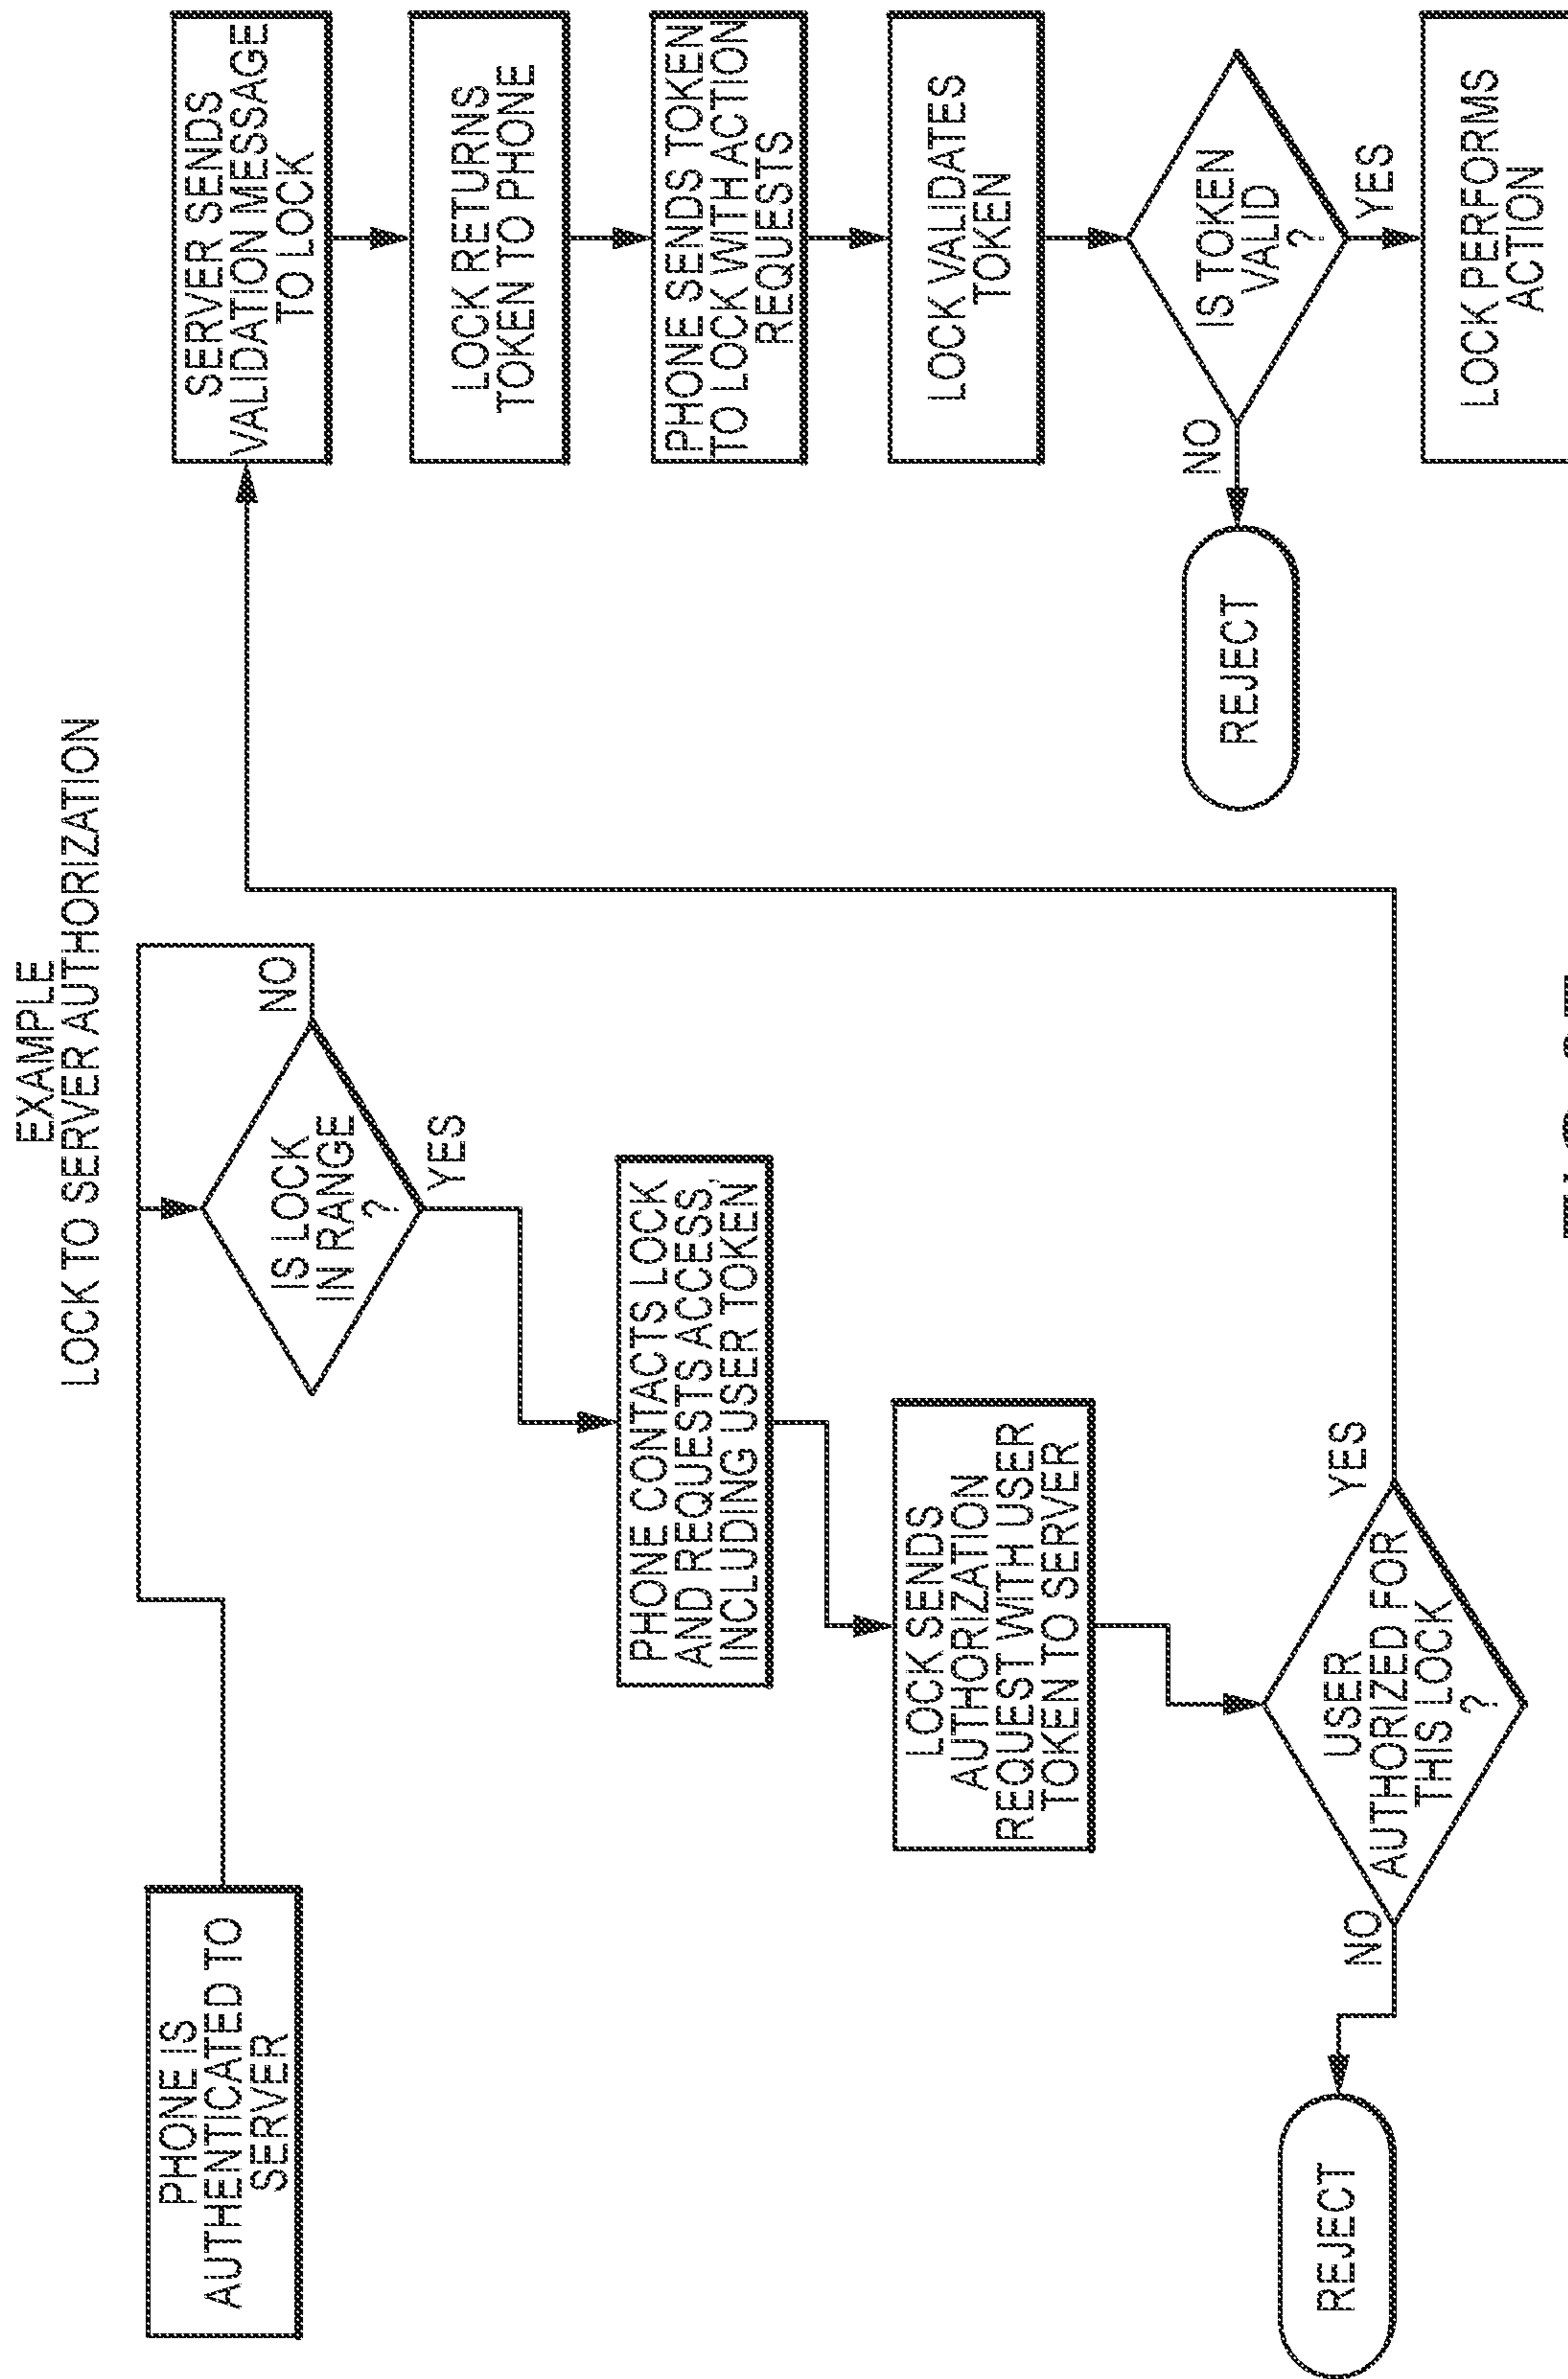 EXAMPLE
LOCK TO SERVER AUTHORIZATION
PHONE IS
AUTHENTICATED TO
SERVER
IS LOCK
IN RANGE
?
NO
YES
PHONE CONTACTS LOCK
AND REQUESTS ACCESS,
INCLUDING USER TOKEN
LOCK SENDS
AUTHORIZATION
REQUEST WITH USER
TOKEN TO SERVER
USER
AUTHORIZED FOR
THIS LOCK
?
NO
YES
REJECT
SERVER SENDS
VALIDATION MESSAGE
TO LOCK
LOCK RETURNS
TOKEN TO PHONE
PHONE SENDS TOKEN
TO LOCK WITH ACTION
REQUESTS
LOCK VALIDATES
TOKEN
IS TOKEN
VALID
?
NO
YES
REJECT
LOCK PERFORMS
ACTION